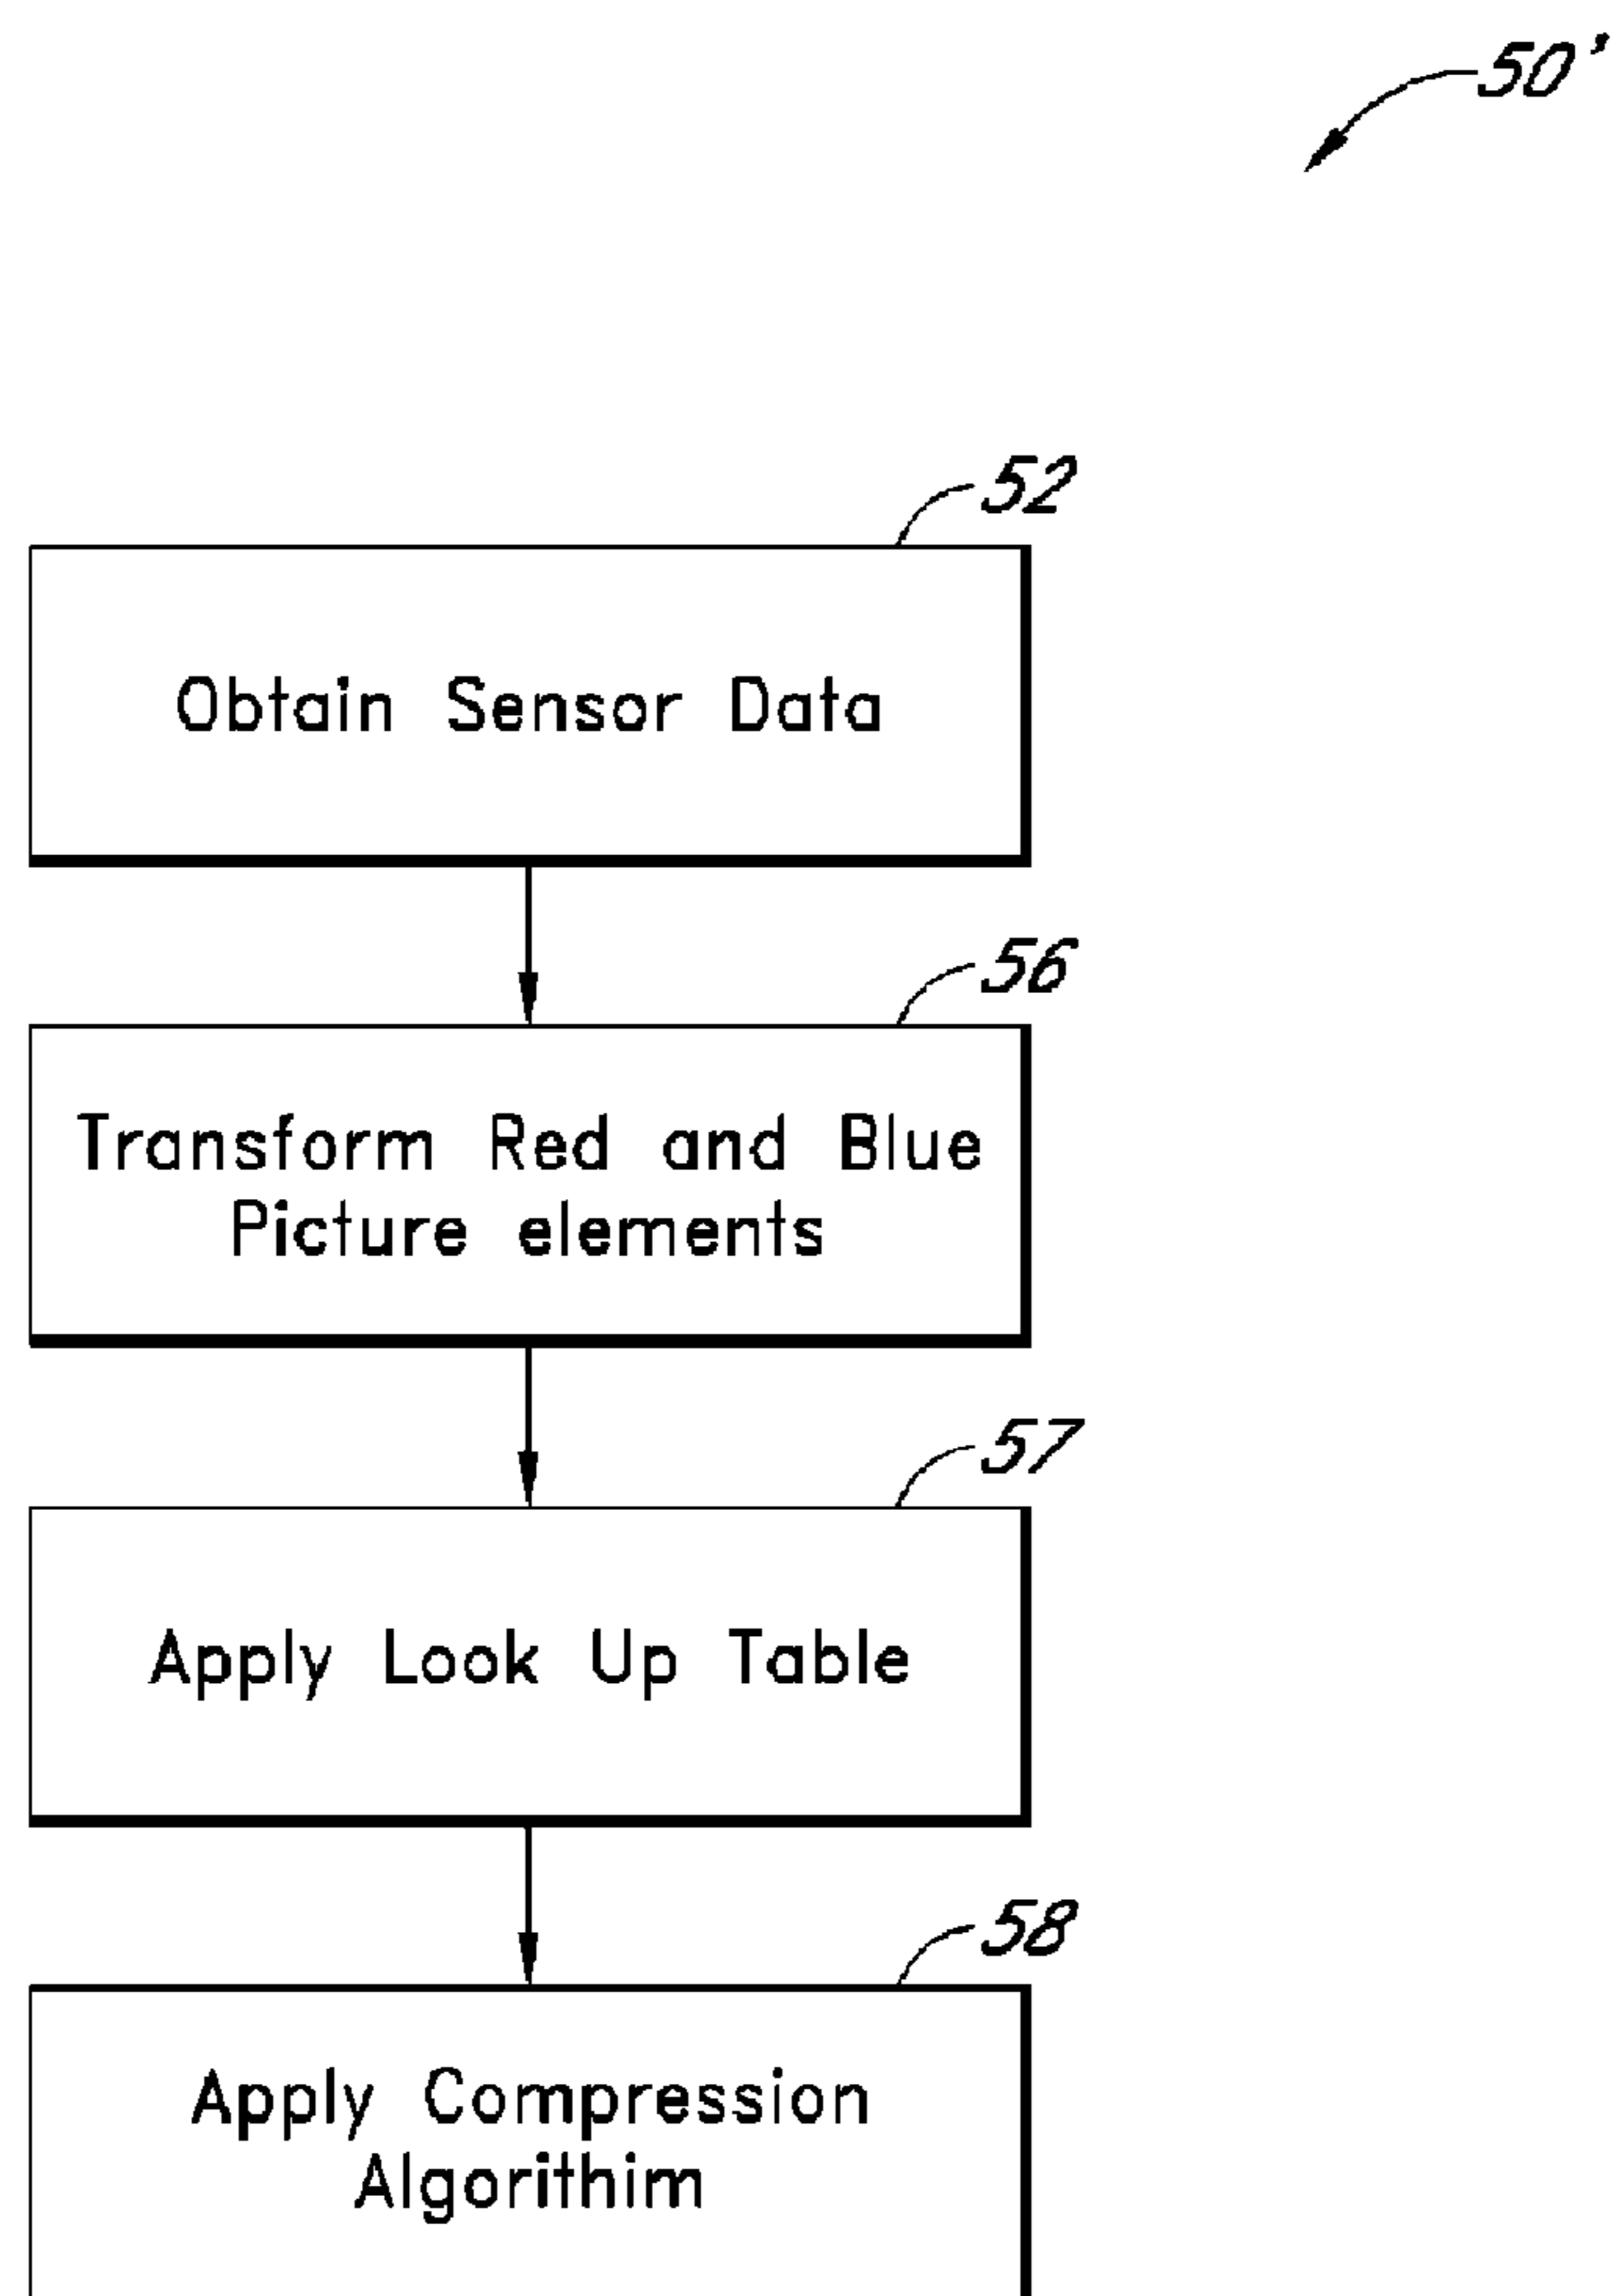 50'
52
Obtain Sensor Data
56
Transform Red and Blue
Picture elements
57
Apply Look Up Table
58
Apply Compression
Algorithim